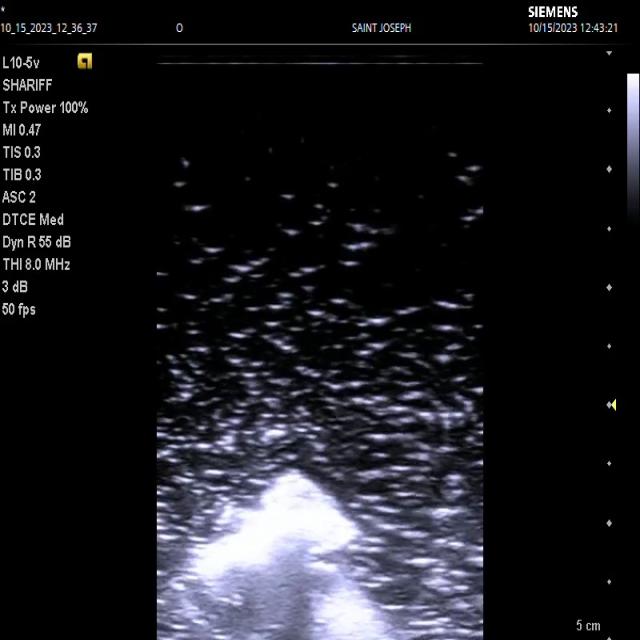 *
SIEMENS
10_15_2023_12_36_37 O SAINT JOSEPH 10/15/2023 12:43:21
L10-5v
SHARIFF
Tx Power 100%
MI 0.47
TIS 0.3
TIB 0.3
ASC 2
DTCE Med
Dyn R 55 dB
THI 8.0 MHz
3 dB
50 fps
5 cm